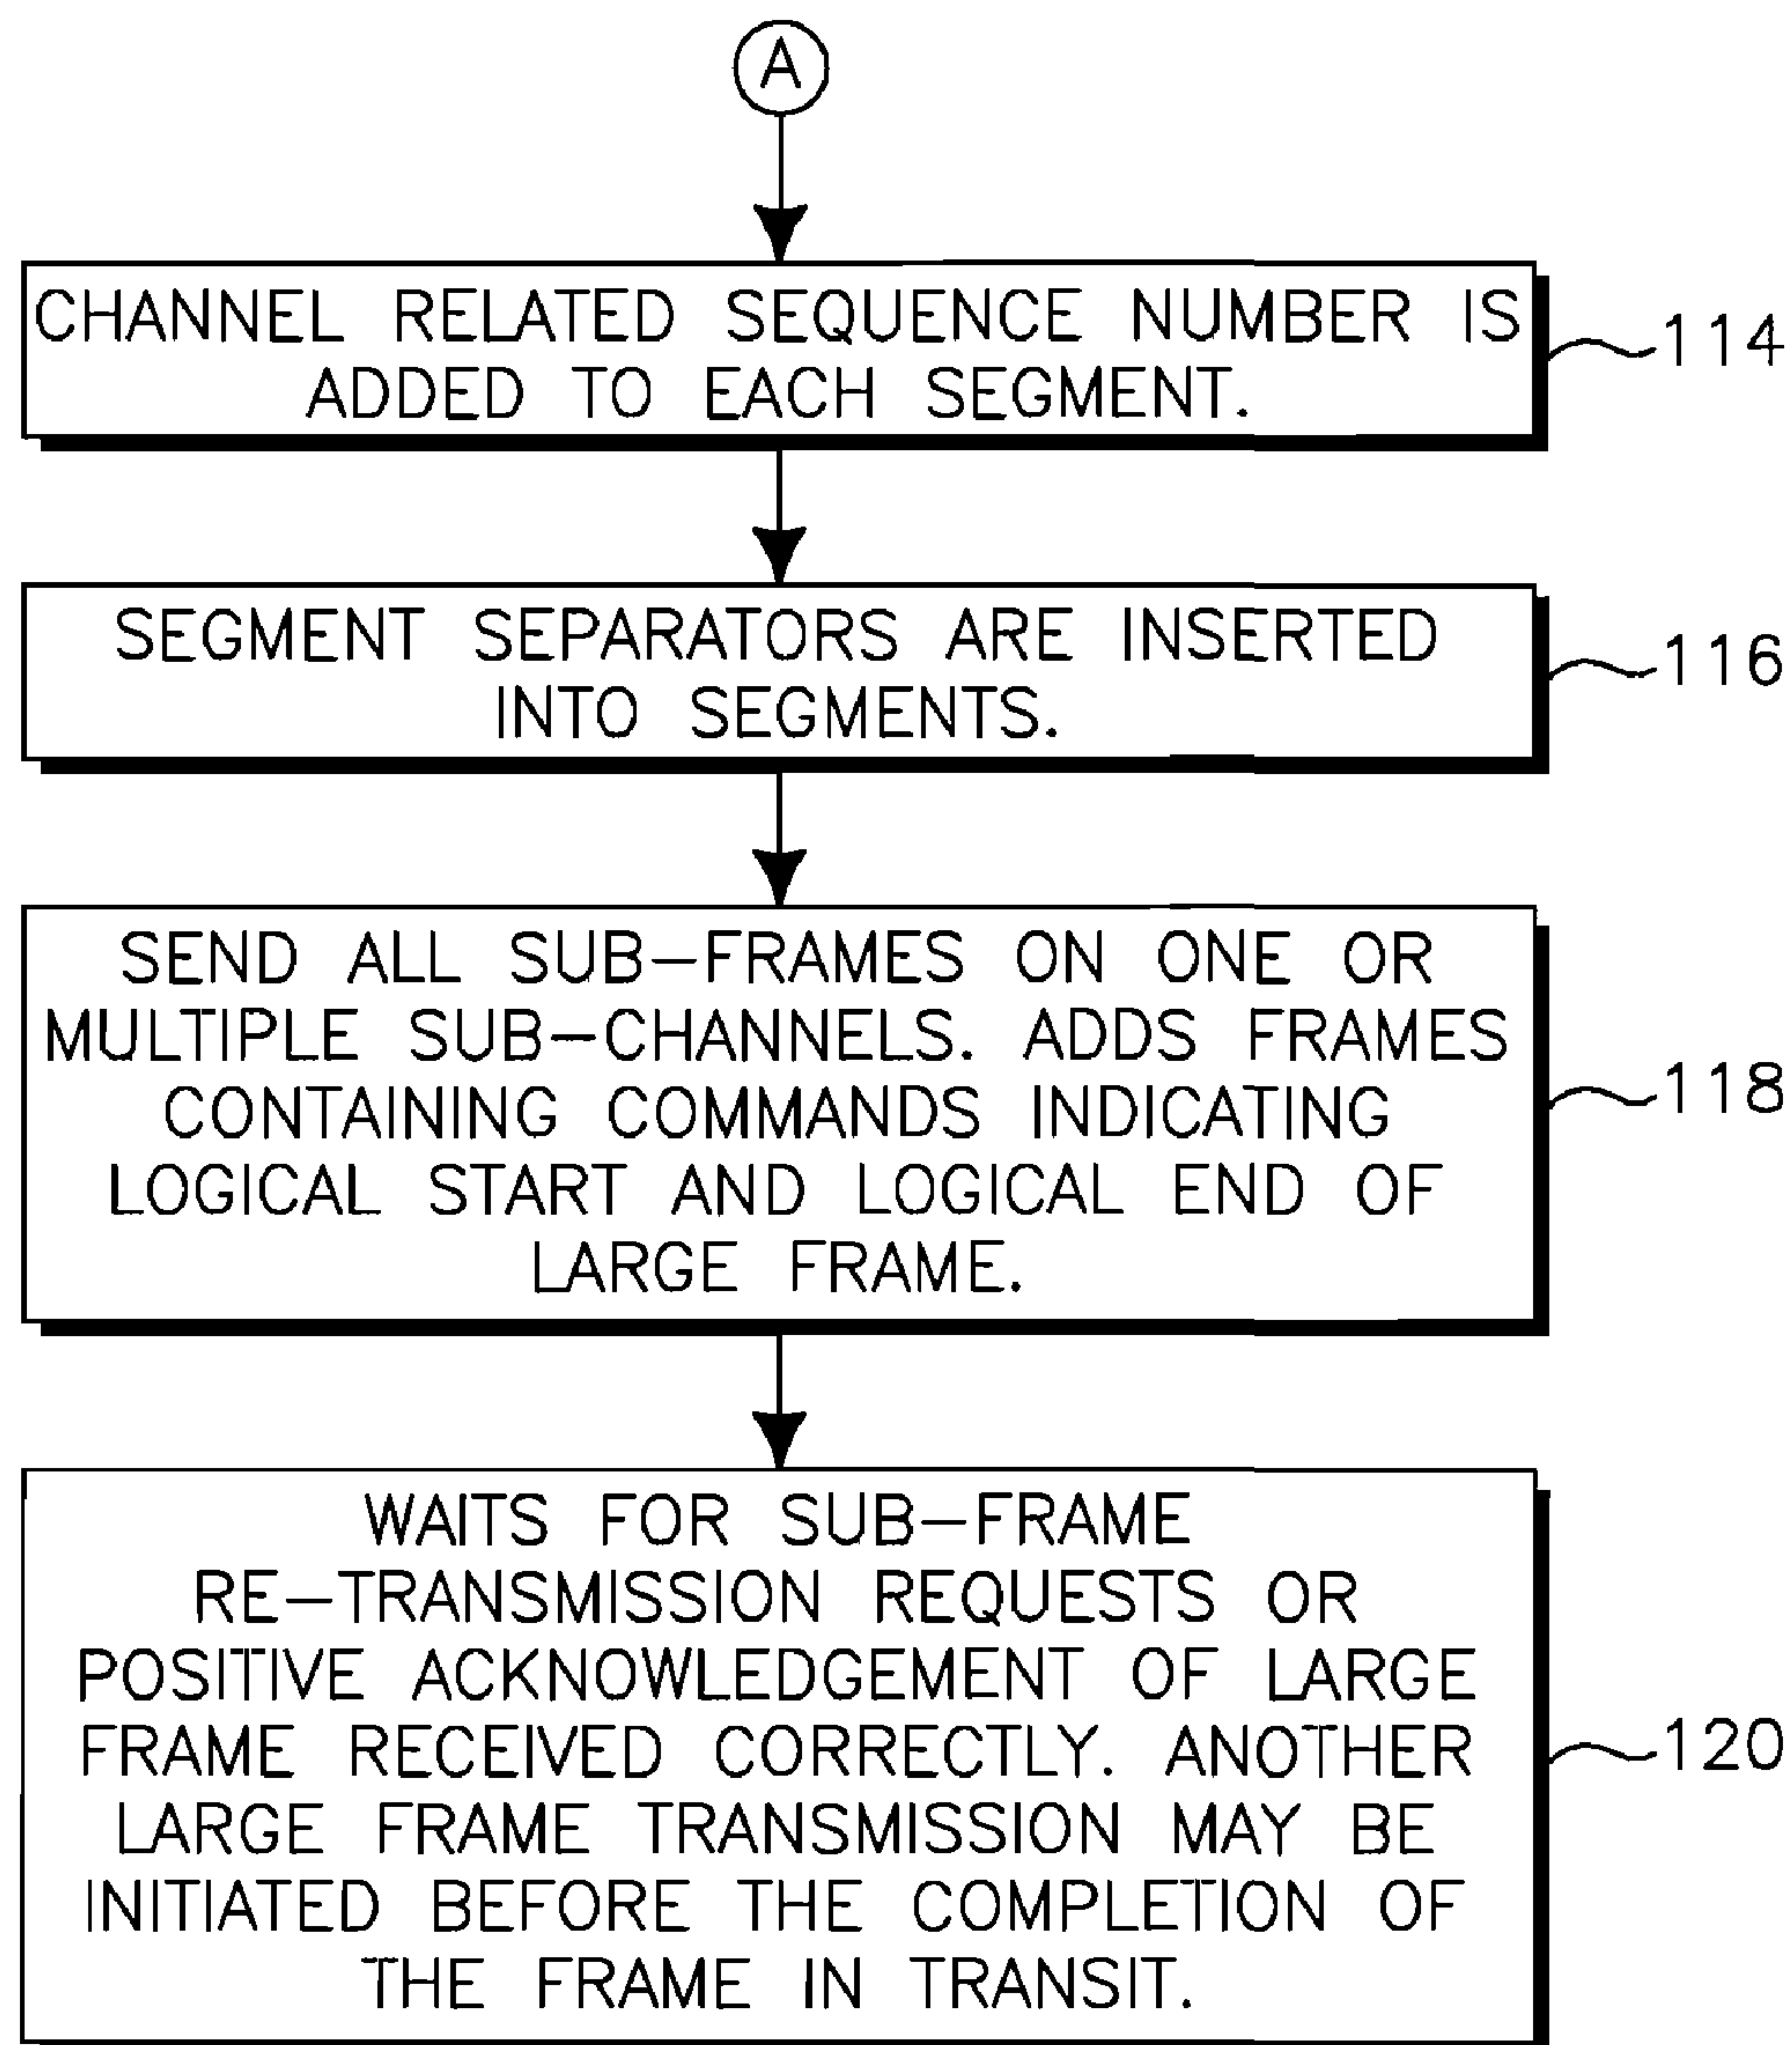 A
CHANNEL RELATED SEQUENCE NUMBER IS
ADDED TO EACH SEGMENT.
114
SEGMENT SEPARATORS ARE INSERTED
INTO SEGMENTS.
116
SEND ALL SUB-FRAMES ON ONE OR
MULTIPLE SUB-CHANNELS. ADDS FRAMES
CONTAINING COMMANDS INDICATING
LOGICAL START AND LOGICAL END OF
LARGE FRAME.
118
WAITS FOR SUB-FRAME
RE-TRANSMISSION REQUESTS OR
POSITIVE ACKNOWLEDGEMENT OF LARGE
FRAME RECEIVED CORRECTLY. ANOTHER
LARGE FRAME TRANSMISSION MAY BE
INITIATED BEFORE THE COMPLETION OF
THE FRAME IN TRANSIT.
120